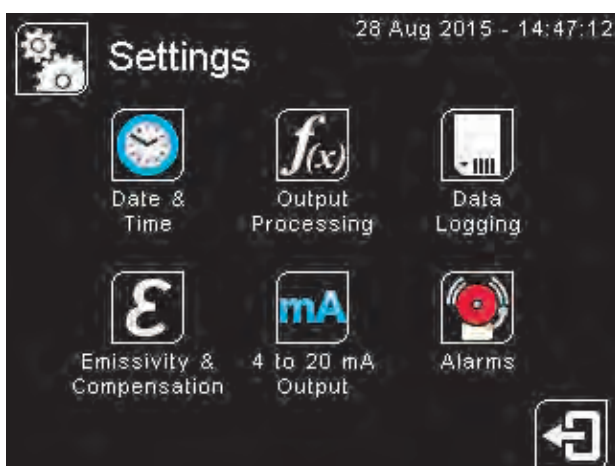 28 Aug 2015 - 14:47:12
Settings
f(x)
Date &
Time
Output
Processing
Data
Logging
ε
mA
Emissivity &
Compensation
4 to 20 mA
Output
Alarms